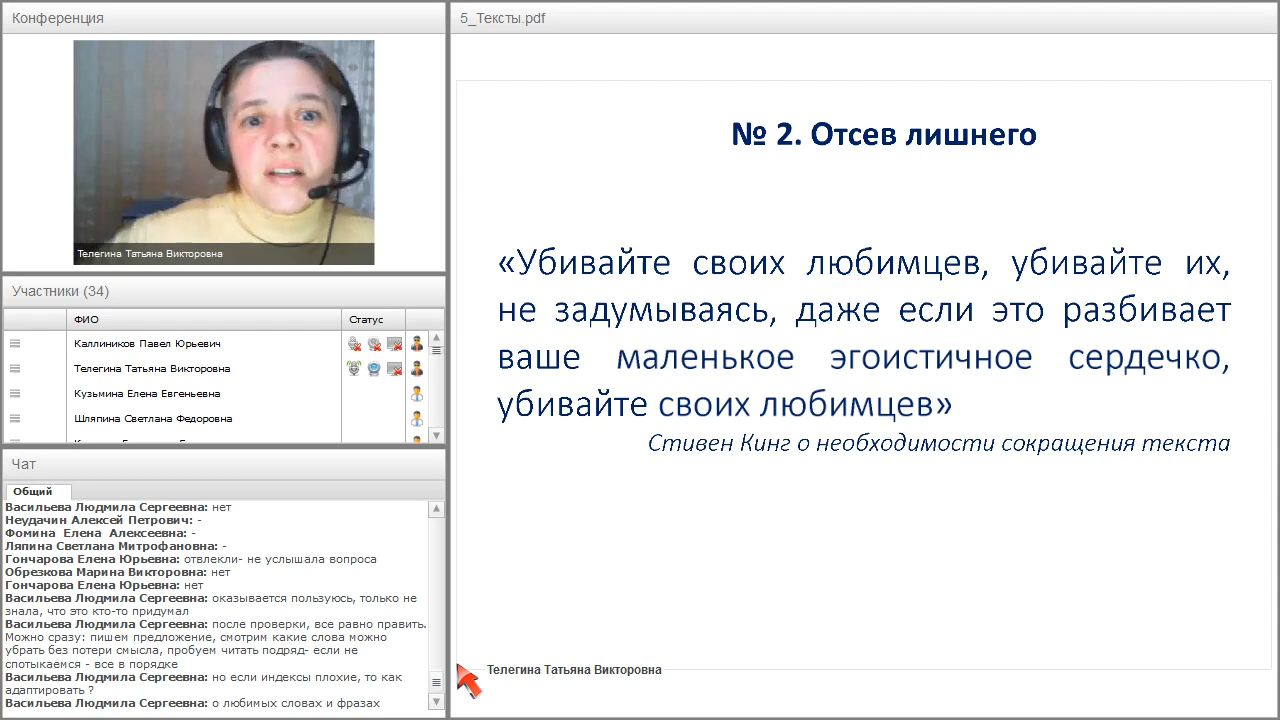 Конференция
Телегина Татьяна Викторовна
Участники (34)
ФИО
Статус
Каллиников Павел Юрьевич
Телегина Татьяна Викторовна
Кузьмина Елена Евгеньевна
Шляпина Светлана Федоровна
Чат
Общий
Васильева Людмила Сергеевна: нет
Неудачин Алексей Петрович: -
Фомина Елена Алексеевна: -
Ляпина Светлана Митрофановна: -
Гончарова Елена Юрьевна: отвлекли- не услышала вопроса
Обрезкова Марина Викторовна: нет
Гончарова Елена Юрьевна: нет
Васильева Людмила Сергеевна: оказывается пользуюсь, только не
знала, что это кто-то придумал
Васильева Людмила Сергеевна: после проверки, все равно править.
Можно сразу: пишем предложение, смотрим какие слова можно
убрать без потери смысла, пробуем читать подряд- если не
спотыкаемся - все в порядке
Васильева Людмила Сергеевна: но если индексы плохие, то как
адаптировать ?
Васильева Людмила Сергеевна: о любимых словах и фразах
5_Тексты.pdf
№ 2. Отсев лишнего
«Убивайте своих любимцев, убивайте их,
не задумываясь, даже если это разбивает
ваше маленькое эгоистичное сердечко,
убивайте своих любимцев»
Стивен Кинг о необходимости сокращения текста
Телегина Татьяна Викторовна